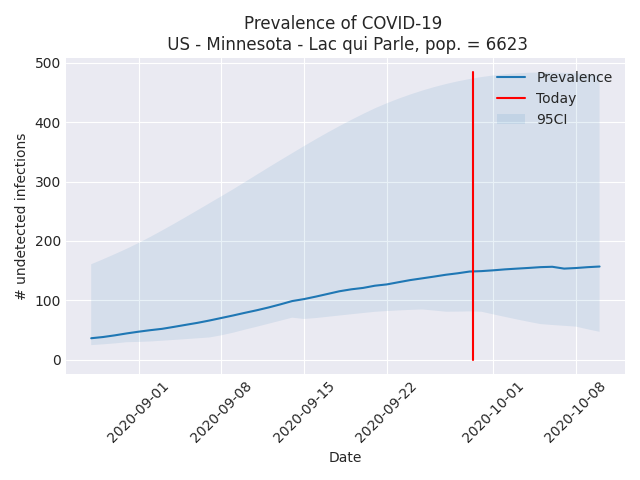 Prevalence of COVID-19
US - Minnesota - Lac qui Parle, pop. = 6623
500
400
300
200
100
0
# undetected infections
Prevalence
Today
95CI
2020-09-01
2020-09-08
2020-09-15
2020-09-22
2020-10-01
2020-10-08
Date